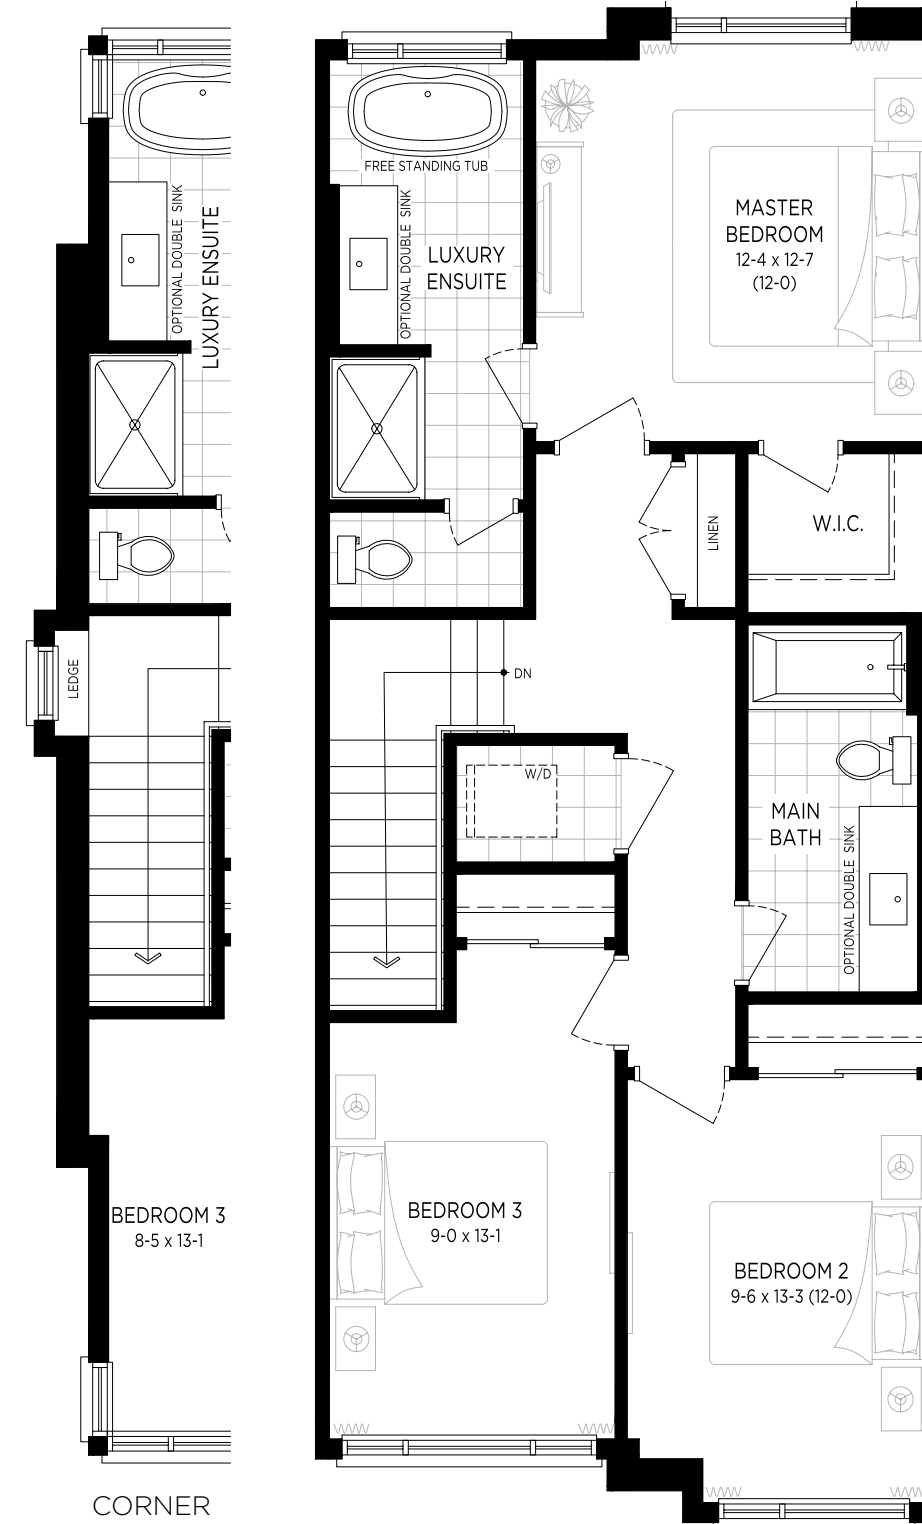 OPTIONAL DOUBLE SINK
LUXURY ENSUITE
LEDGE
BEDROOM 3
8-5 x 13-1
CORNER
FREE STANDING TUB
OPTIONAL DOUBLE SINK
LUXURY
ENSUITE
MASTER
BEDROOM
12-4 x 12-7
(12-0)
LINEN
W.I.C.
DN
W/D
MAIN
BATH
OPTIONAL DOUBLE SINK
BEDROOM 3
9-0 x 13-1
BEDROOM 2
9-6 x 13-3 (12-0)